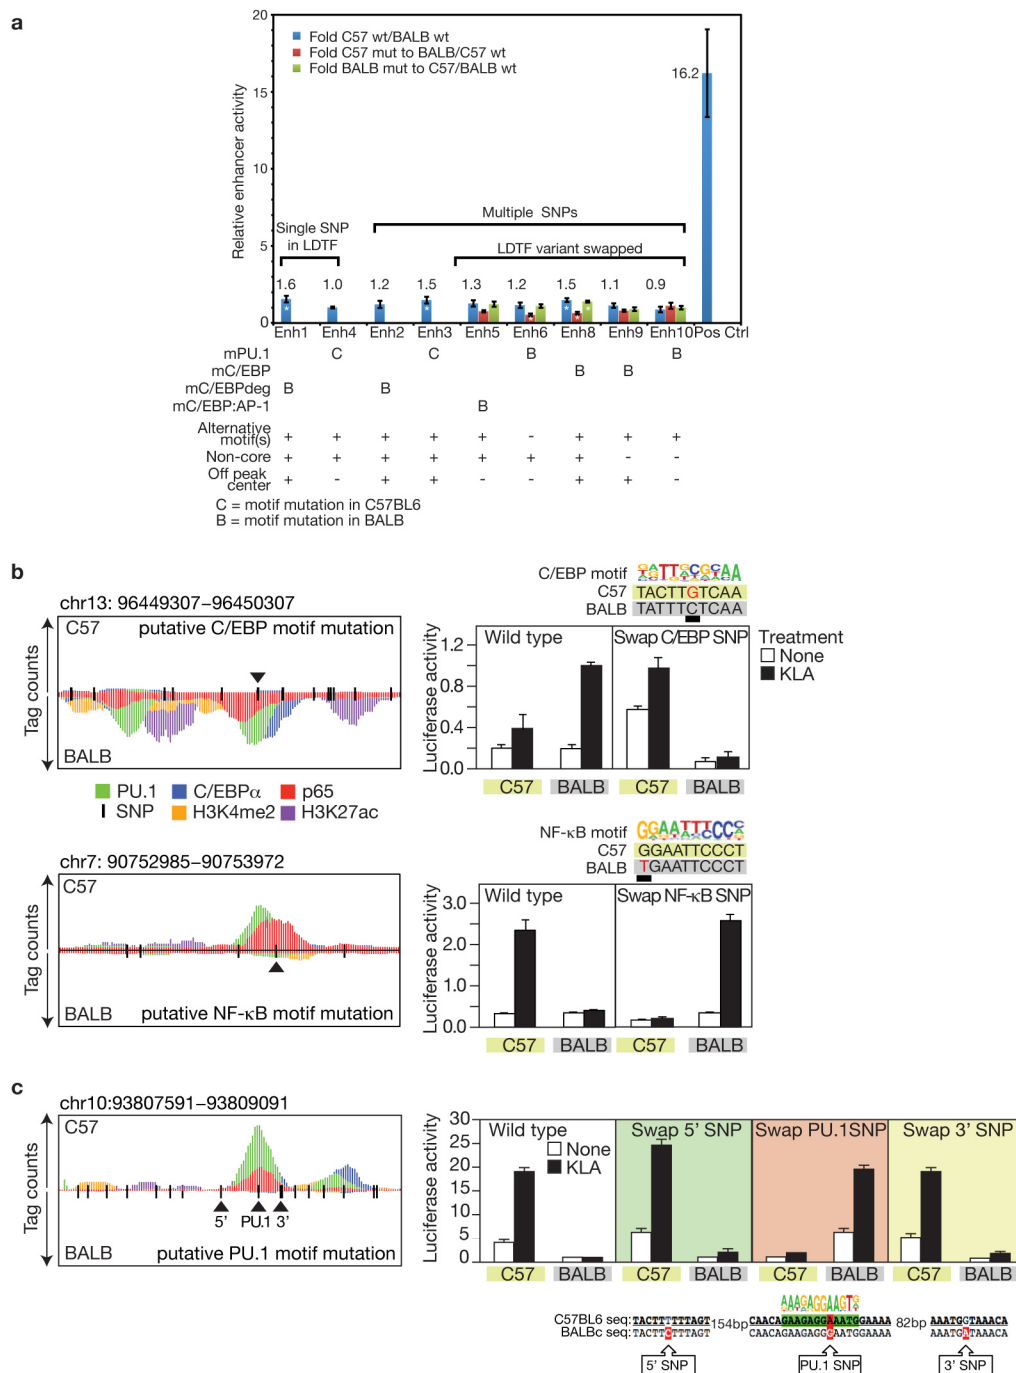 a
20
15
10
5
0
Relative enhancer activity
Fold C57 wt/BALB wt
Fold C57 mut to BALB/C57 wt
Fold BALB mut to C57/BALB wt
16.2
Multiple SNPs
Single SNP
in LDTF
LDTF variant swapped
1.6 1.0 1.2 1.5 1.3 1.2 1.5 1.1 0.9
* * * * *
Enh1 Enh4 Enh2 Enh3 Enh5 Enh6 Enh8 Enh9 Enh10 Pos Ctrl
mPU.1 C C B B
mC/EBP B B
mC/EBPdeg B B
mC/EBP:AP-1 B
Alternative
motif(s) + + + + + - + + +
Non-core + + + + + + + - -
Off peak
center + - + + - - + + -
C = motif mutation in C57BL6
B = motif mutation in BALB
b
chr13: 96449307–96450307
C57 putative C/EBP motif mutation
Tag counts
BALB
PU.1 C/EBPα p65
SNP H3K4me2 H3K27ac
C/EBP motif
C57 TACTTGTCAA
BALB TATTTCTCAA
Wild type Swap C/EBP SNP
Treatment
None
KLA
Luciferase activity
1.2
0.8
0.4
0.0
C57 BALB C57 BALB
chr7: 90752985–90753972
C57
Tag counts
BALB putative NF-κB motif mutation
NF-κB motif GGAATTTCCC
C57 GGAATTCCCT
BALB TGAATTCCCT
Wild type Swap NF-κB SNP
Luciferase activity
3.0
2.0
1.0
0.0
C57 BALB C57 BALB
c
chr10:93807591–93809091
C57
Tag counts
5’ PU.1 3’
BALB putative PU.1 motif mutation
Wild type Swap 5’ SNP Swap PU.1SNP Swap 3’ SNP
None
KLA
Luciferase activity
30
25
20
15
10
5
0
C57 BALB C57 BALB C57 BALB C57 BALB
AAAGAGGAAGTG
C57BL6 seq: TACTTTTTTAGT 154bp CAACAGAAGAGGAAATGGAAAA 82bp AAATGGTAAACA
BALBc seq: TACTTCTTTAGT CAACAGAAGAGGGAATGGAAAA AAATGATAAACA
5’ SNP PU.1 SNP 3’ SNP